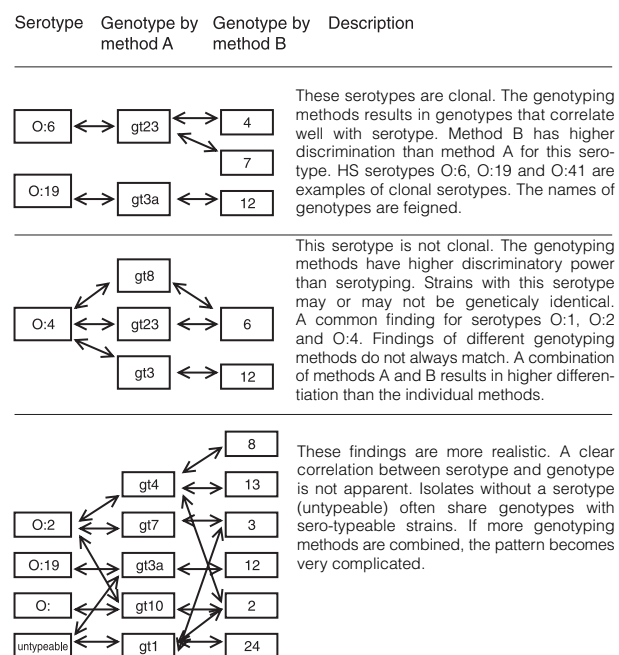 Serotype Genotype by Genotype by Description
method A method B
These serotypes are clonal. The genotyping
methods results in genotypes that correlate
well with serotype. Method B has higher
discrimination than method A for this sero-
type. HS serotypes O:6, O:19 and O:41 are
examples of clonal serotypes. The names of
genotypes are feigned.
O:6 gt23 4
7
O:19 gt3a 12
This serotype is not clonal. The genotyping
methods have higher discriminatory power
than serotyping. Strains with this serotype
may or may not be geneticaly identical.
A common finding for serotypes O:1, O:2
and O:4. Findings of different genotyping
methods do not always match. A combination
of methods A and B results in higher differen-
tiation than the individual methods.
gt8
O:4 gt23 6
gt3 12
These findings are more realistic. A clear
correlation between serotype and genotype
is not apparent. Isolates without a serotype
(untypeable) often share genotypes with
sero-typeable strains. If more genotyping
methods are combined, the pattern becomes
very complicated.
8
gt4 13
O:2 gt7 3
O:19 gt3a 12
O: gt10 2
untypeable gt1 24